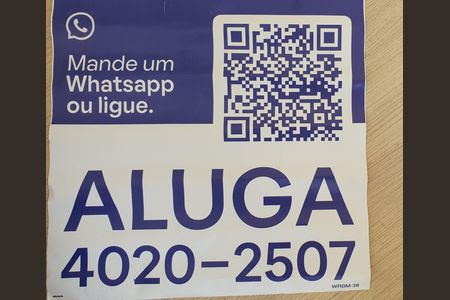 Mande um
Whatsapp
ou ligue.
ALUGA
4020-2507
WRBM:38